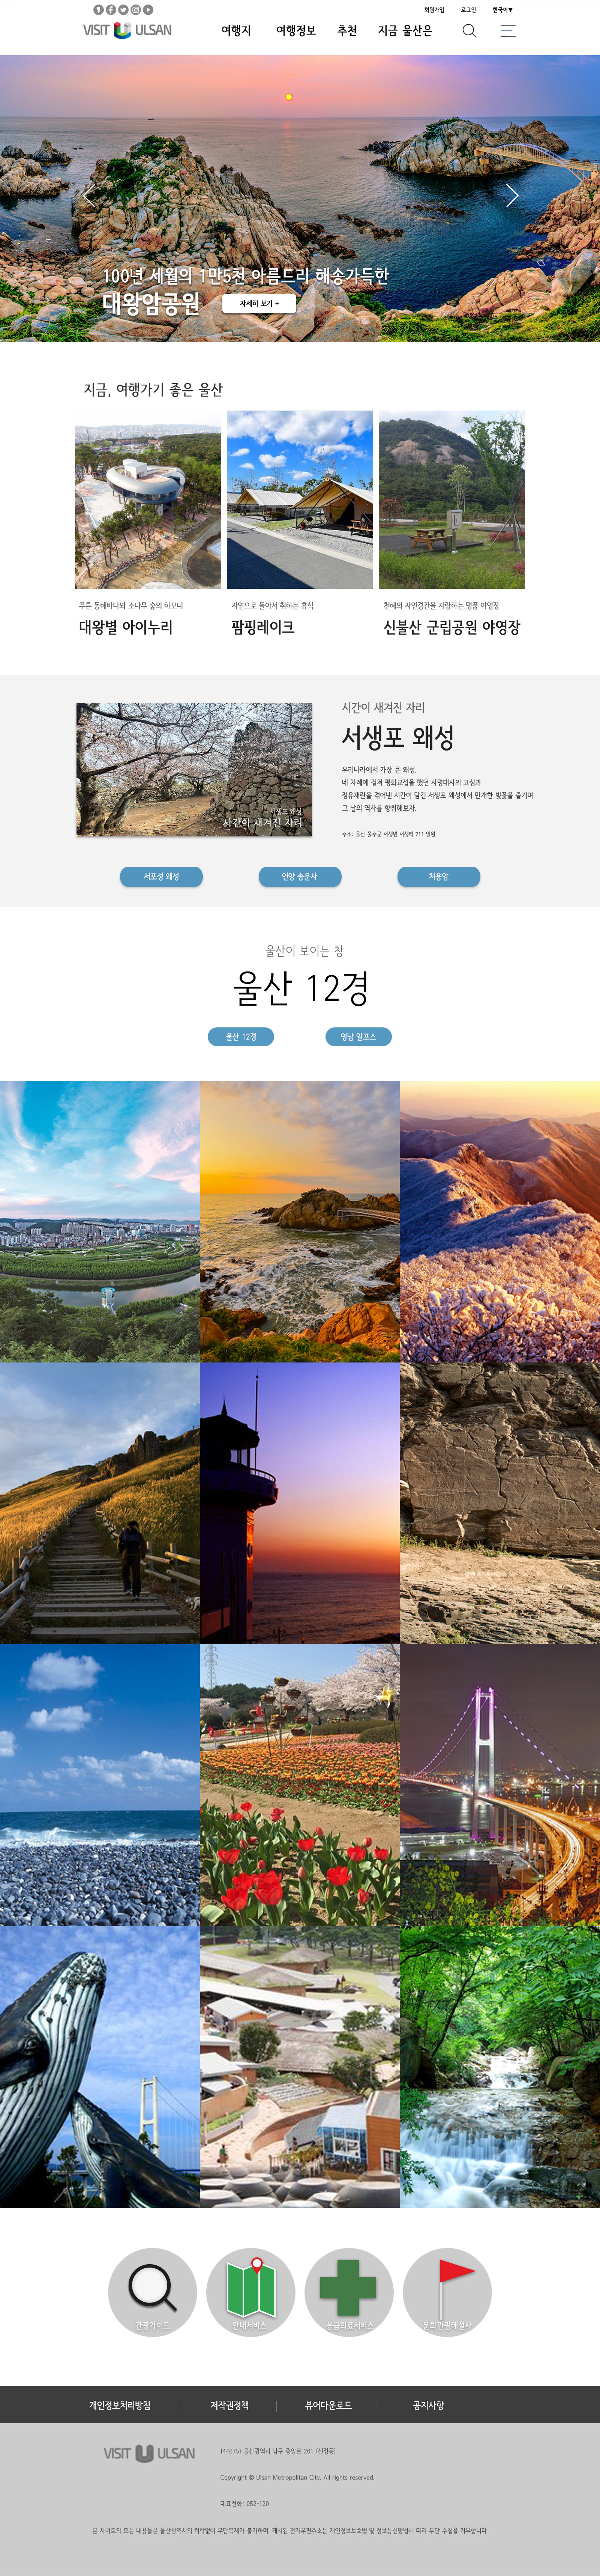 회원가입 로그인 한국어▼
VISIT ULSAN
여행지 여행정보 추천 지금 울산은
100년 세월의 1만5천 아름드리 해송가득한
대왕암공원
자세히 보기 +
지금, 여행가기 좋은 울산
푸른 동해바다와 소나무 숲의 하모니
대왕별 아이누리
자연으로 돌아서 취하는 휴식
팜핑레이크
천혜의 자연경관을 자랑하는 명품 야영장
신불산 군립공원 야영장
서생포 왜성
시간이 새겨진 자리
시간이 새겨진 자리
서생포 왜성
우리나라에서 가장 큰 왜성.
네 차례에 걸쳐 평화교섭을 했던 사명대사의 고심과
정유재란을 겪어낸 시간이 담긴 서생포 왜성에서 만개한 벚꽃을 즐기며
그 날의 역사를 향취해보자.
주소: 울산 울주군 서생면 서생리 711 일원
서포성 왜성
언양 송운사
처용암
울산이 보이는 창
울산 12경
울산 12경
영남 알프스
관광가이드
안내서비스
응급의료서비스
문화관광해설사
개인정보처리방침 저작권정책 뷰어다운로드 공지사항
VISIT ULSAN
(44675) 울산광역시 남구 중앙로 201 (신정동)
Copyright © Ulsan Metropolitan City. All rights reserved.
대표전화: 052-120
본 사이트의 모든 내용들은 울산광역시의 허락없이 무단복제가 불가하며, 게시된 전자우편주소는 개인정보보호법 및 정보통신망법에 따라 무단 수집을 거부합니다